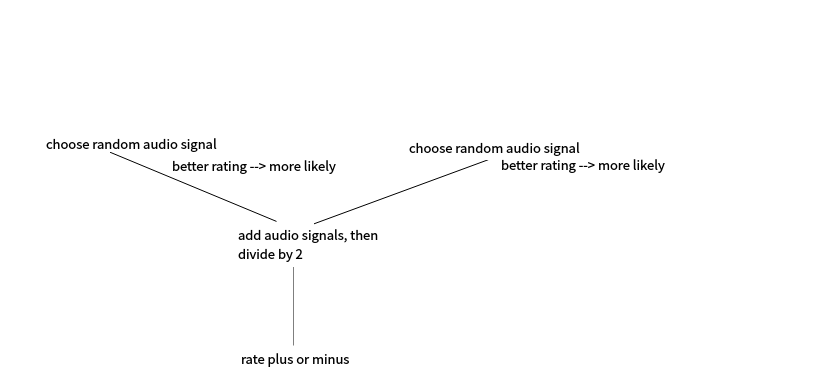 choose random audio signal
better rating --> more likely
choose random audio signal
better rating --> more likely
add audio signals, then
divide by 2
rate plus or minus